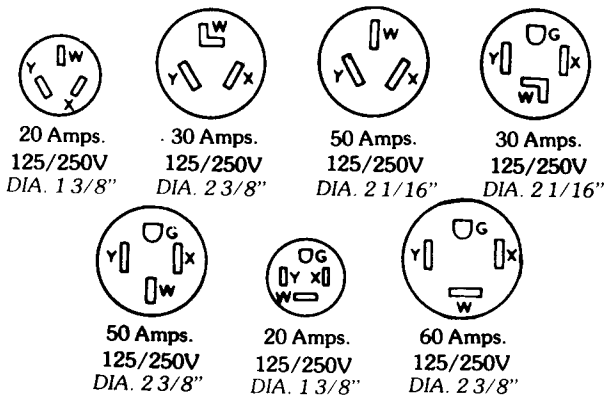 W
Y
X
20 Amps.
125/250V
DIA. 1 3/8"
W
Y
X
30 Amps.
125/250V
DIA. 2 3/8"
W
Y
X
50 Amps.
125/250V
DIA. 2 1/16"
G
Y
X
W
30 Amps.
125/250V
DIA. 2 1/16"
G
Y
X
W
50 Amps.
125/250V
DIA. 2 3/8"
G
Y X
W
20 Amps.
125/250V
DIA. 1 3/8"
G
Y
X
W
60 Amps.
125/250V
DIA. 2 3/8"